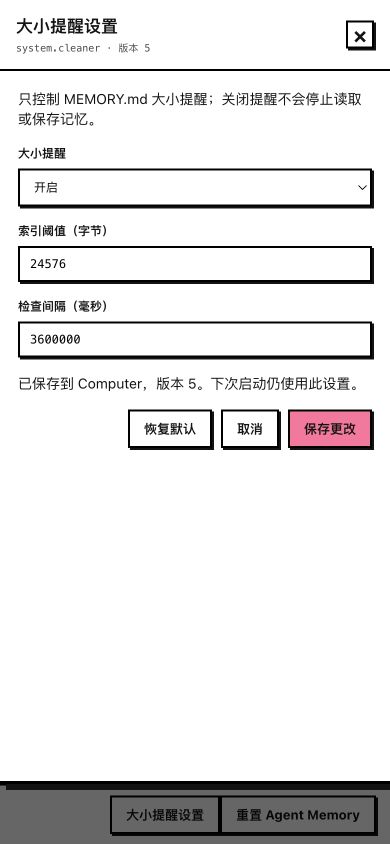 大小提醒设置
system.cleaner · 版本 5
只控制 MEMORY.md 大小提醒；关闭提醒不会停止读取
或保存记忆。
大小提醒
开启
索引阈值（字节）
24576
检查间隔（毫秒）
3600000
已保存到 Computer，版本 5。下次启动仍使用此设置。
恢复默认 取消 保存更改
大小提醒设置 重置 Agent Memory